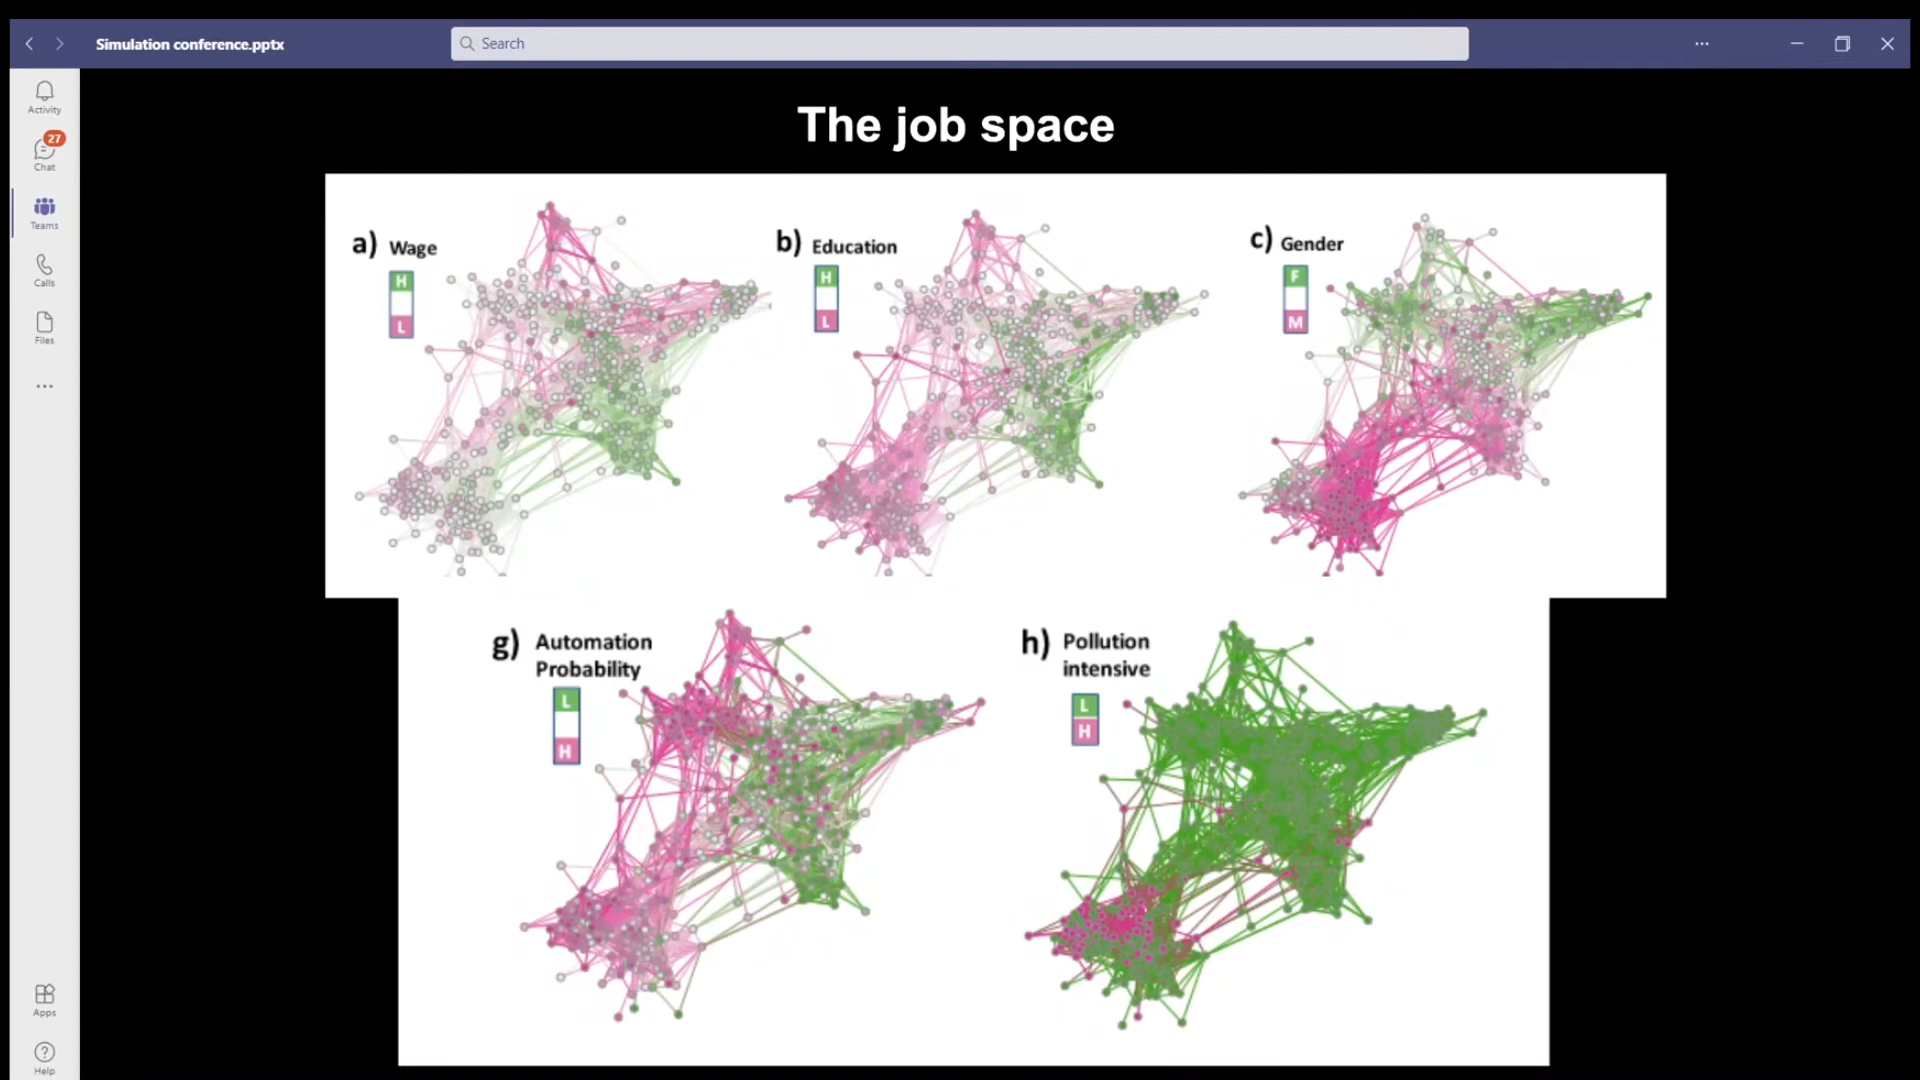 Simulation conference.pptx
Search
Activity
27
Chat
Teams
Calls
Files
Apps
Help
The job space
a) Wage
H
L
b) Education
H
L
c) Gender
F
M
g) Automation
Probability
L
H
h) Pollution
intensive
L
H